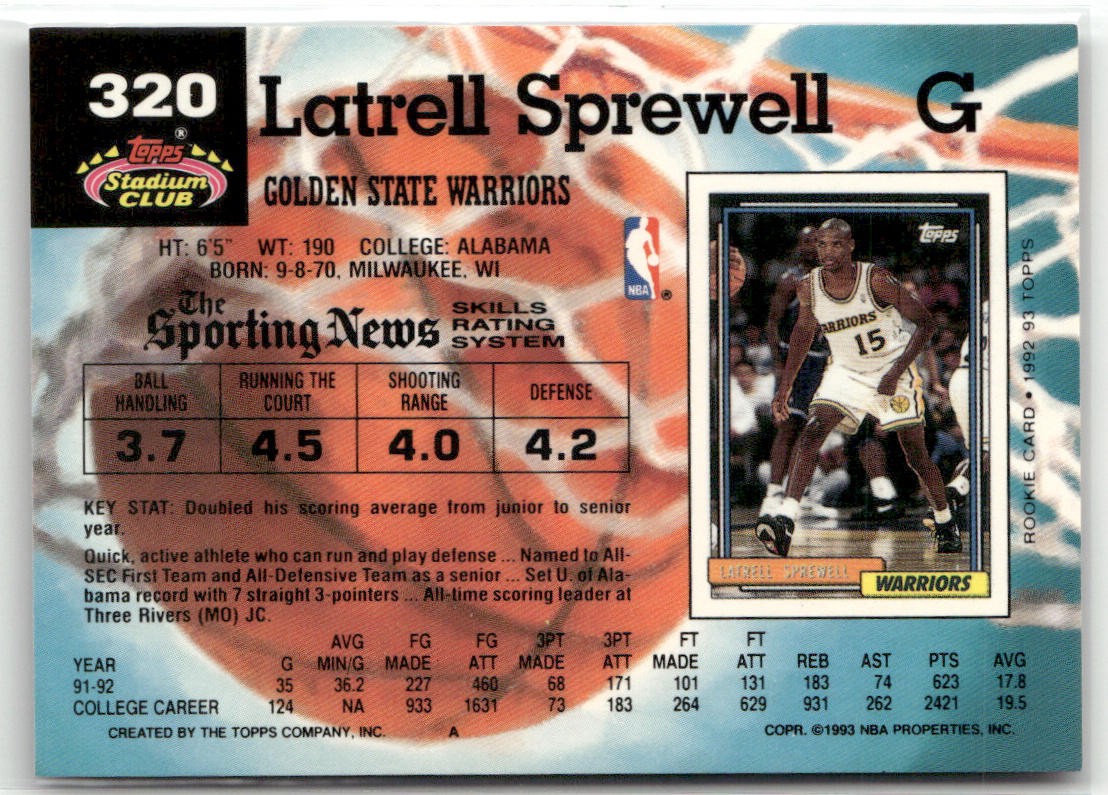 320
Latrell Sprewell G
Topps®
Stadium
CLUB
GOLDEN STATE WARRIORS
HT: 6'5" WT: 190 COLLEGE: ALABAMA
BORN: 9-8-70, MILWAUKEE, WI
NBA ®
The
Sporting News
SKILLS
RATING
SYSTEM
BALL HANDLING RUNNING THE COURT SHOOTING RANGE DEFENSE
3.7 4.5 4.0 4.2
KEY STAT: Doubled his scoring average from junior to senior
year.
Quick, active athlete who can run and play defense ... Named to All-
SEC First Team and All-Defensive Team as a senior ... Set U. of Ala-
bama record with 7 straight 3-pointers ... All-time scoring leader at
Three Rivers (MO) JC.
Topps
WARRIORS
15
LATRELL SPREWELL
WARRIORS
ROOKIE CARD • 1992 93 TOPPS
AVG FG FG 3PT 3PT FT FT
YEAR G MIN/G MADE ATT MADE ATT MADE ATT REB AST PTS AVG
91-92 35 36.2 227 460 68 171 101 131 183 74 623 17.8
COLLEGE CAREER 124 NA 933 1631 73 183 264 629 931 262 2421 19.5
CREATED BY THE TOPPS COMPANY, INC. A COPR. ©1993 NBA PROPERTIES, INC.